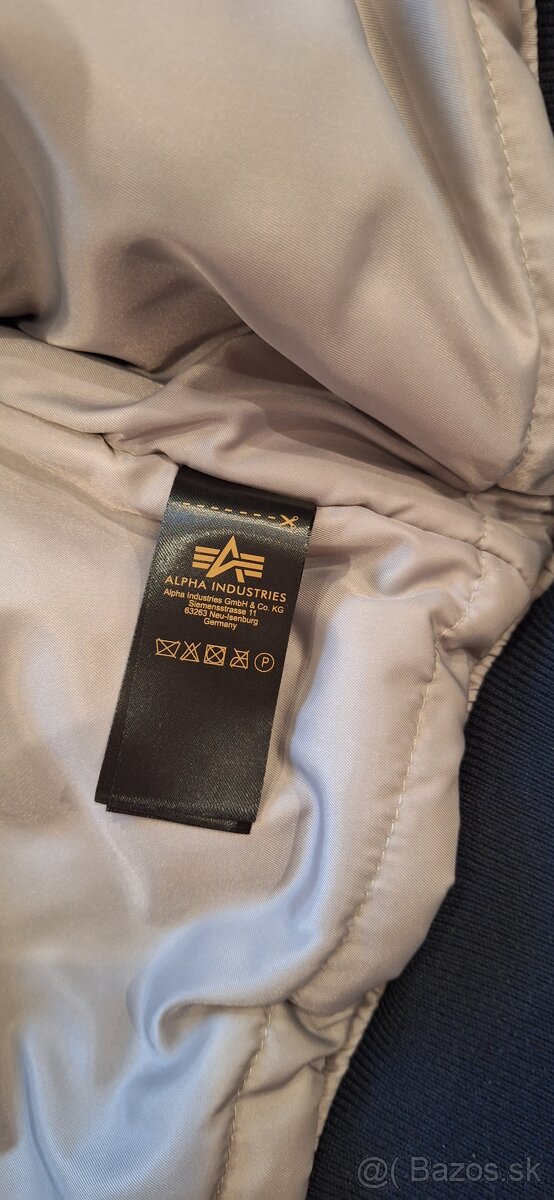 ALPHA INDUSTRIES
Alpha Industries GmbH & Co. KG
Siemensstrasse 11
63263 Neu-Isenburg
Germany
P
@( Bazos.sk